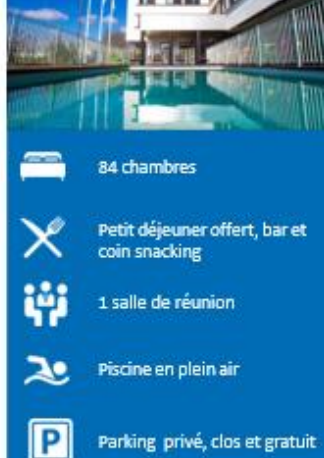 84 chambres
Petit déjeuner offert, bar et
coin snacking
1 salle de réunion
Piscine en plein air
P
Parking privé, clos et gratuit